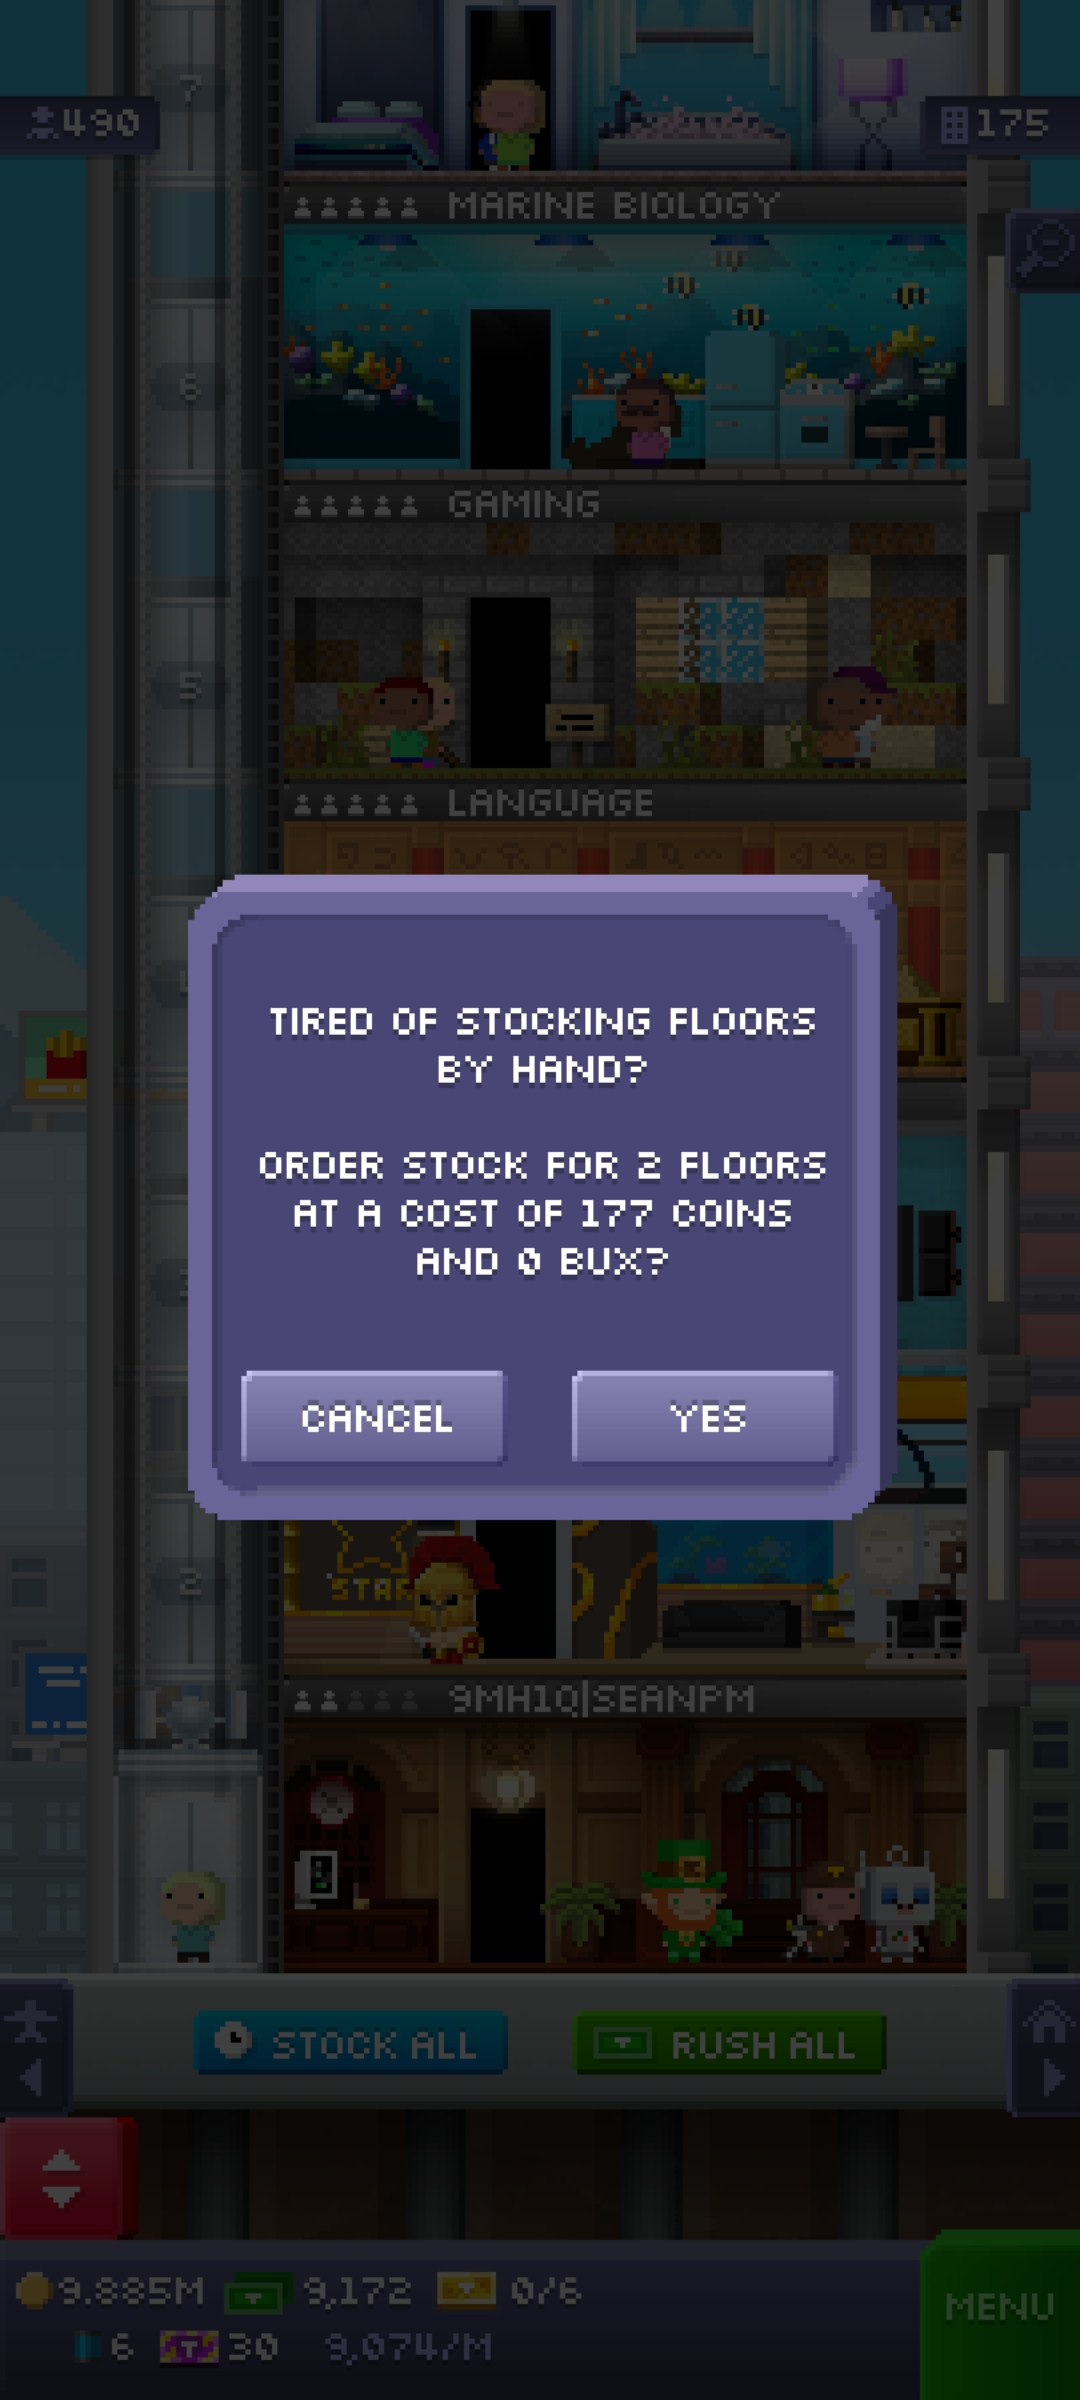 7
490
175
MARINE BIOLOGY
6
GAMING
5
LANGUAGE
TIRED OF STOCKING FLOORS
BY HAND?
ORDER STOCK FOR 2 FLOORS
AT A COST OF 177 COINS
AND 0 BUX?
CANCEL
YES
2
STAR
9MH1Q|SEANPM
STOCK ALL
RUSH ALL
9.885M
9,172
0/6
MENU
6
30
9,074/M